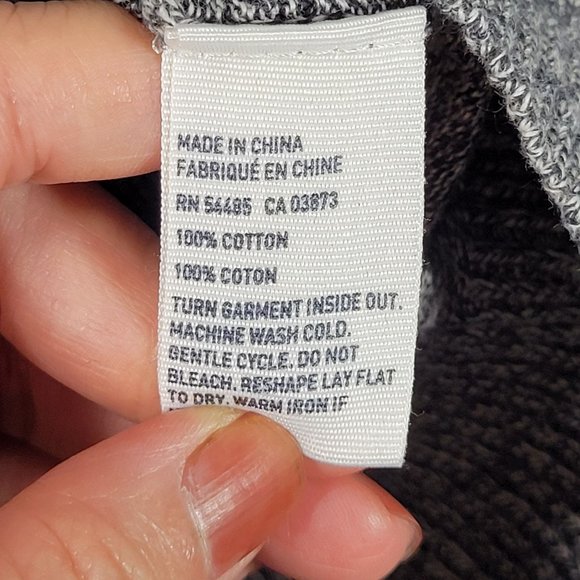 MADE IN CHINA
FABRIQUÉ EN CHINE
RN 54485 CA 03873
100% COTTON
100% COTON
TURN GARMENT INSIDE OUT.
MACHINE WASH COLD.
GENTLE CYCLE. DO NOT
BLEACH. RESHAPE LAY FLAT
TO DRY. WARM IRON IF